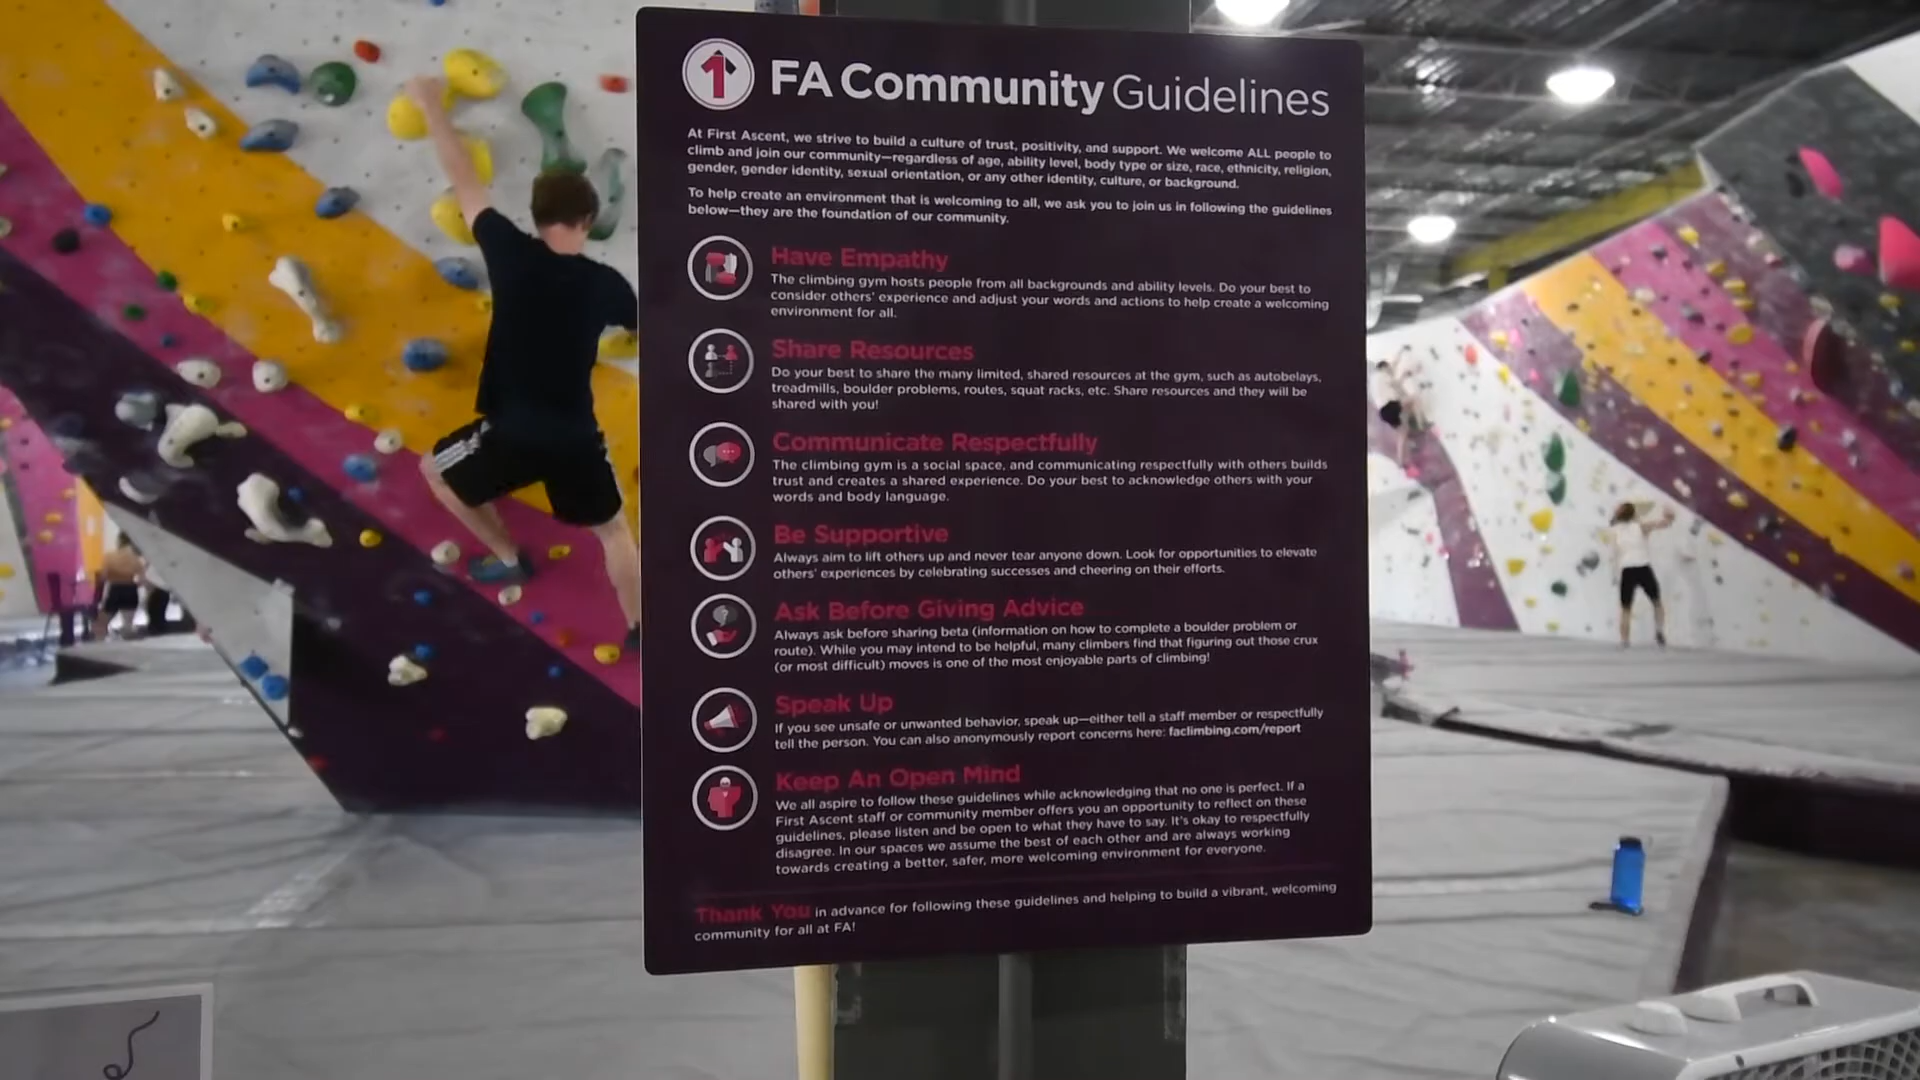 FA Community Guidelines
At First Ascent, we strive to build a culture of trust, positivity, and support. We welcome ALL people to
climb and join our community—regardless of age, ability level, body type or size, race, ethnicity, religion,
gender, gender identity, sexual orientation, or any other identity, culture, or background.
To help create an environment that is welcoming to all, we ask you to join us in following the guidelines
below—they are the foundation of our community.
Have Empathy
The climbing gym hosts people from all backgrounds and ability levels. Do your best to
consider others' experience and adjust your words and actions to help create a welcoming
environment for all.
Share Resources
Do your best to share the many limited, shared resources at the gym, such as autobelays,
treadmills, boulder problems, routes, squat racks, etc. Share resources and they will be
shared with you!
Communicate Respectfully
The climbing gym is a social space, and communicating respectfully with others builds
trust and creates a shared experience. Do your best to acknowledge others with your
words and body language.
Be Supportive
Always aim to lift others up and never tear anyone down. Look for opportunities to elevate
others' experiences by celebrating successes and cheering on their efforts.
Ask Before Giving Advice
Always ask before sharing beta (information on how to complete a boulder problem or
route). While you may intend to be helpful, many climbers find that figuring out those crux
(or most difficult) moves is one of the most enjoyable parts of climbing!
Speak Up
If you see unsafe or unwanted behavior, speak up—either tell a staff member or respectfully
tell the person. You can also anonymously report concerns here: faclimbing.com/report
Keep An Open Mind
We all aspire to follow these guidelines while acknowledging that no one is perfect. If a
First Ascent staff or community member offers you an opportunity to reflect on these
guidelines, please listen and be open to what they have to say. It's okay to respectfully
disagree. In our spaces we assume the best of each other and are always working
towards creating a better, safer, more welcoming environment for everyone.
Thank You in advance for following these guidelines and helping to build a vibrant, welcoming
community for all at FA!